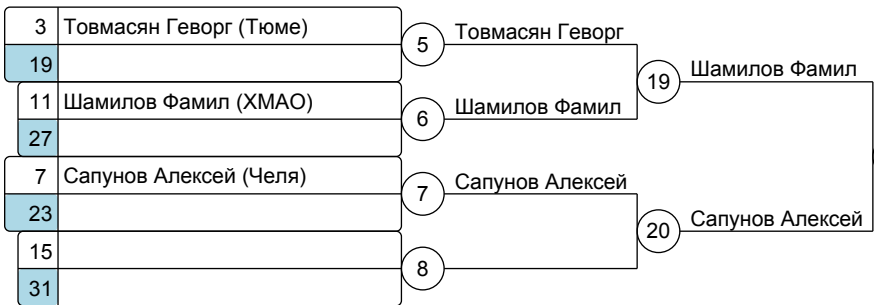 3 Товмасян Геворг (Тюме)
19
11 Шамилов Фамил (ХМАО)
27
7 Сапунов Алексей (Челя)
23
15
31
5 Товмасян Геворг
6 Шамилов Фамил
7 Сапунов Алексей
8
19 Шамилов Фамил
20 Сапунов Алексей